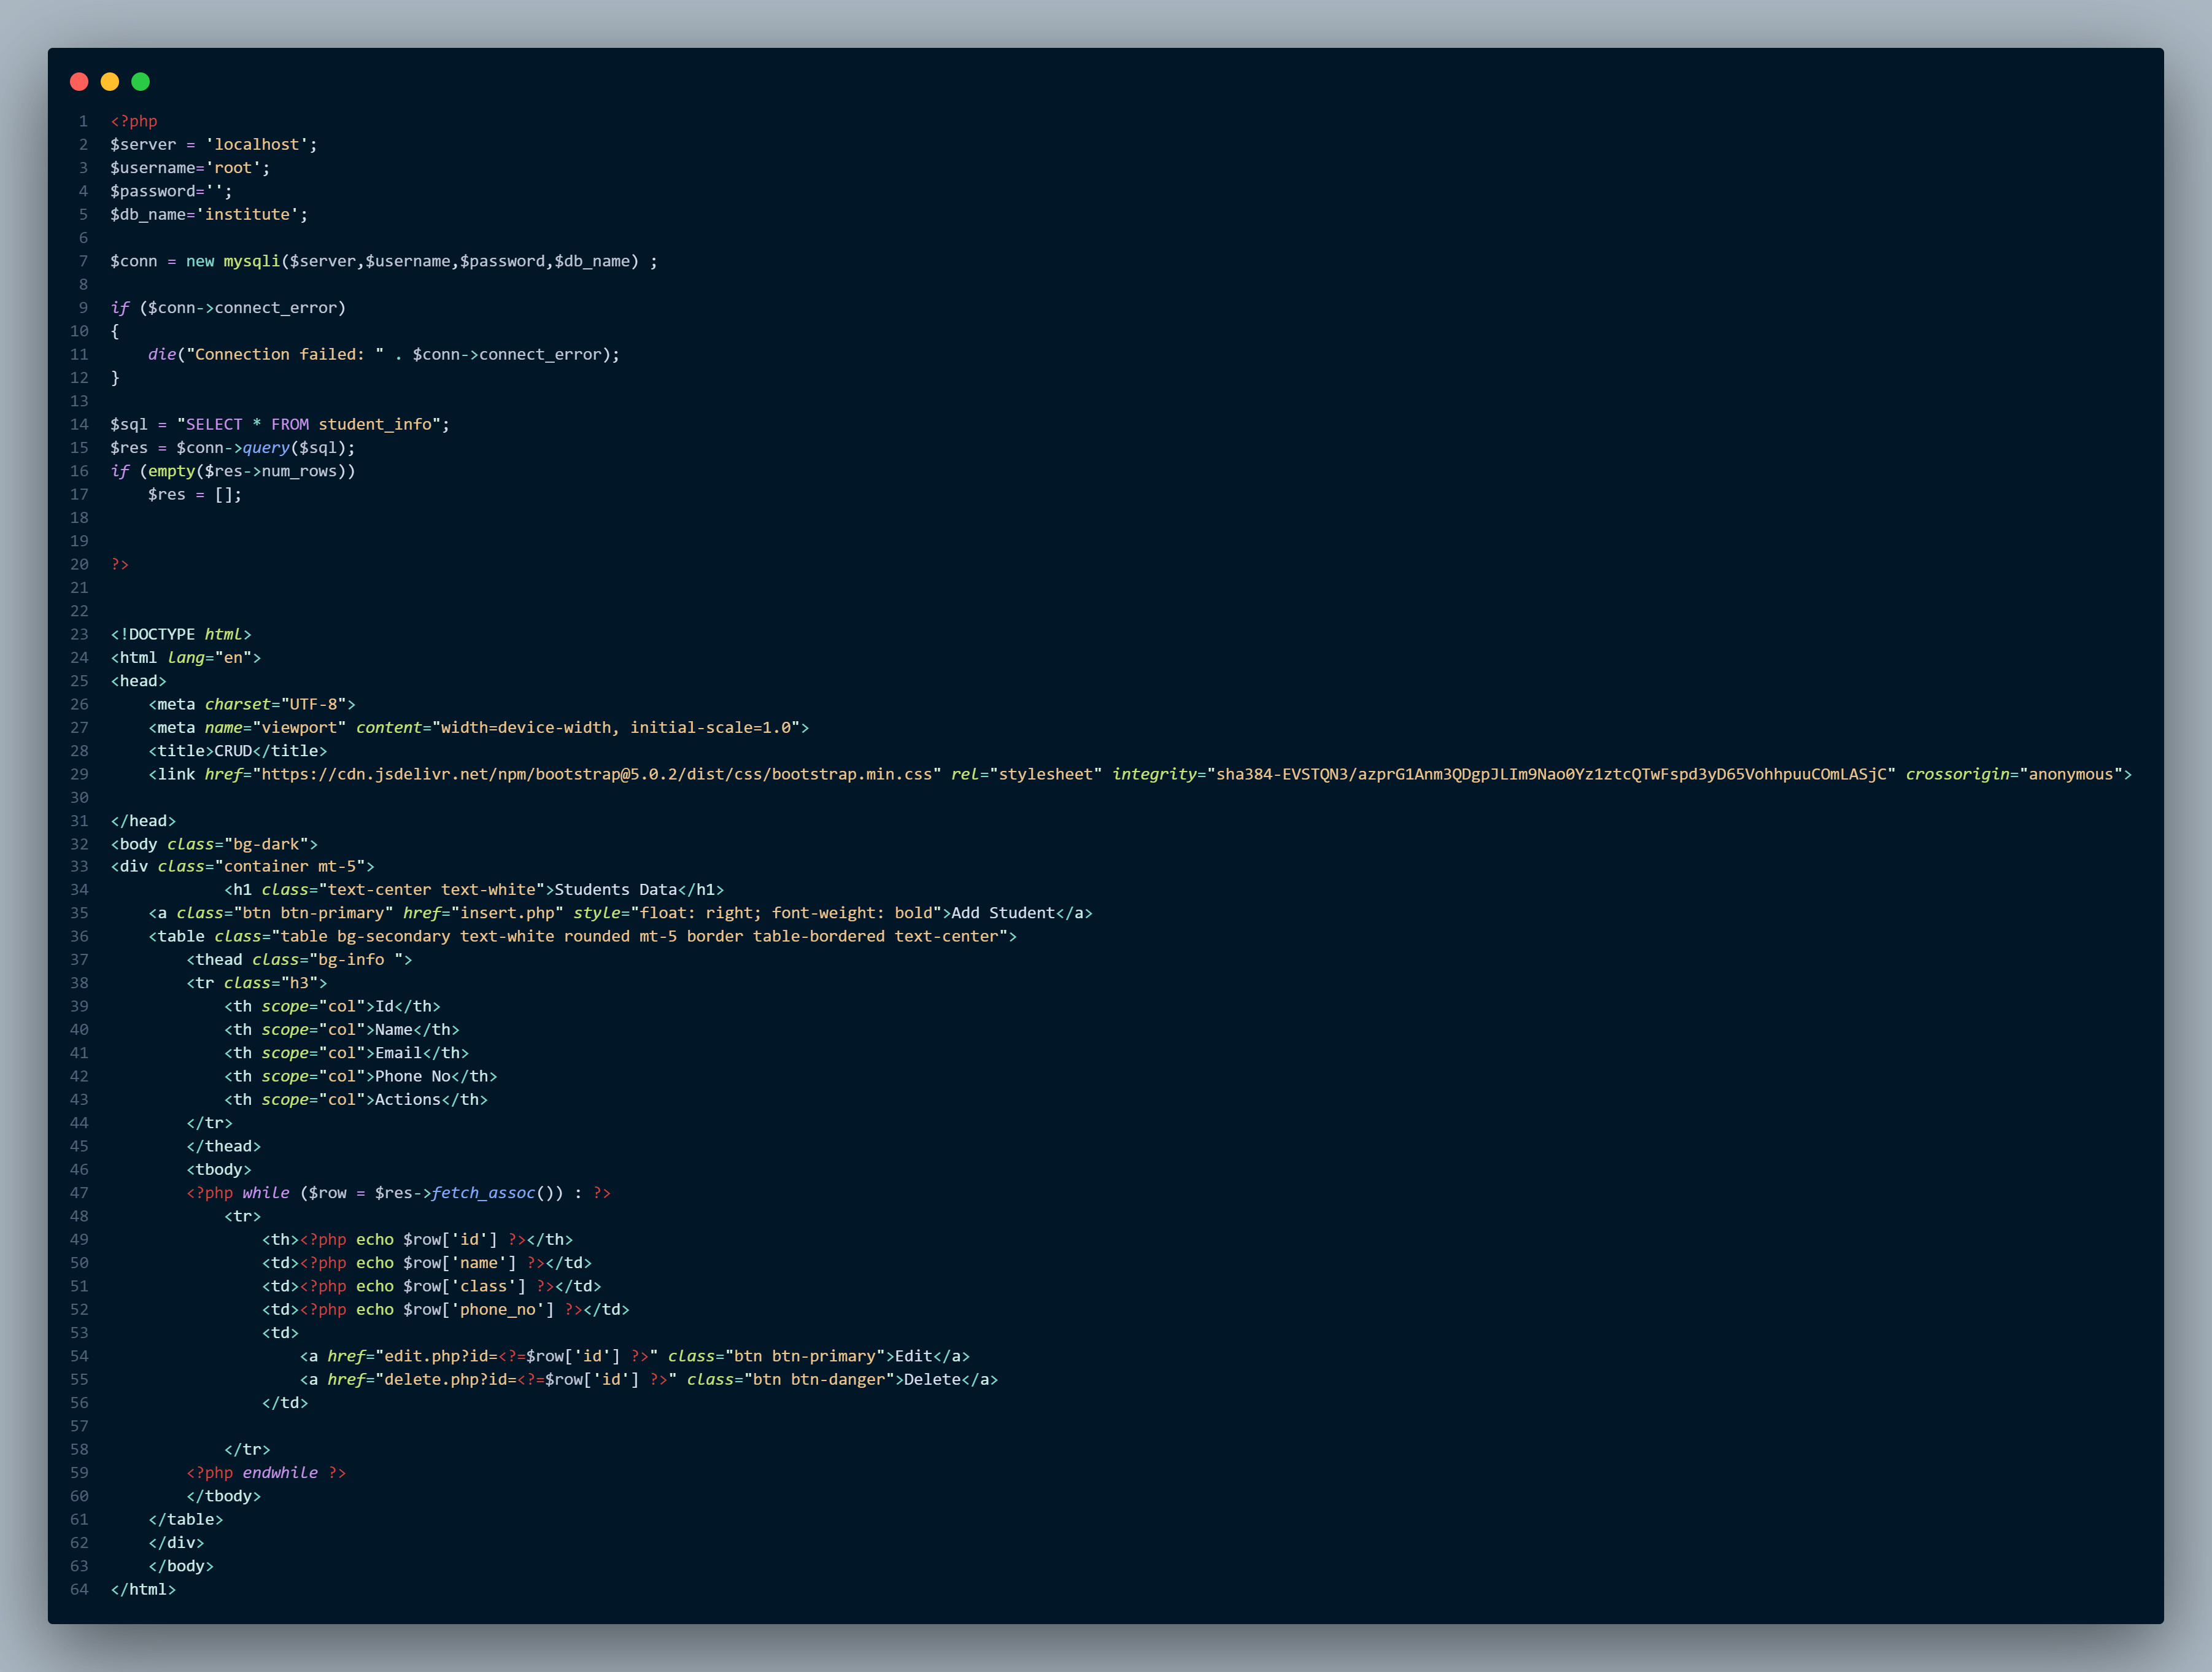 1 <?php
2 $server = 'localhost';
3 $username='root';
4 $password='';
5 $db_name='institute';
6
7 $conn = new mysqli($server,$username,$password,$db_name) ;
8
9 if ($conn->connect_error)
10 {
11     die("Connection failed: " . $conn->connect_error);
12 }
13
14 $sql = "SELECT * FROM student_info";
15 $res = $conn->query($sql);
16 if (empty($res->num_rows))
17     $res = [];
18
19
20 ?>
21
22
23 <!DOCTYPE html>
24 <html lang="en">
25 <head>
26     <meta charset="UTF-8">
27     <meta name="viewport" content="width=device-width, initial-scale=1.0">
28     <title>CRUD</title>
29     <link href="https://cdn.jsdelivr.net/npm/bootstrap@5.0.2/dist/css/bootstrap.min.css" rel="stylesheet" integrity="sha384-EVSTQN3/azprG1Anm3QDgpJLIm9Nao0Yz1ztcQTwFspd3yD65VohhpuuCOmLASjC" crossorigin="anonymous">
30
31 </head>
32 <body class="bg-dark">
33 <div class="container mt-5">
34             <h1 class="text-center text-white">Students Data</h1>
35     <a class="btn btn-primary" href="insert.php" style="float: right; font-weight: bold">Add Student</a>
36     <table class="table bg-secondary text-white rounded mt-5 border table-bordered text-center">
37         <thead class="bg-info ">
38         <tr class="h3">
39             <th scope="col">Id</th>
40             <th scope="col">Name</th>
41             <th scope="col">Email</th>
42             <th scope="col">Phone No</th>
43             <th scope="col">Actions</th>
44         </tr>
45         </thead>
46         <tbody>
47         <?php while ($row = $res->fetch_assoc()) : ?>
48             <tr>
49                 <th><?php echo $row['id'] ?></th>
50                 <td><?php echo $row['name'] ?></td>
51                 <td><?php echo $row['class'] ?></td>
52                 <td><?php echo $row['phone_no'] ?></td>
53                 <td>
54                     <a href="edit.php?id=<?=$row['id'] ?>" class="btn btn-primary">Edit</a>
55                     <a href="delete.php?id=<?=$row['id'] ?>" class="btn btn-danger">Delete</a>
56                 </td>
57
58             </tr>
59         <?php endwhile ?>
60         </tbody>
61     </table>
62     </div>
63     </body>
64 </html>